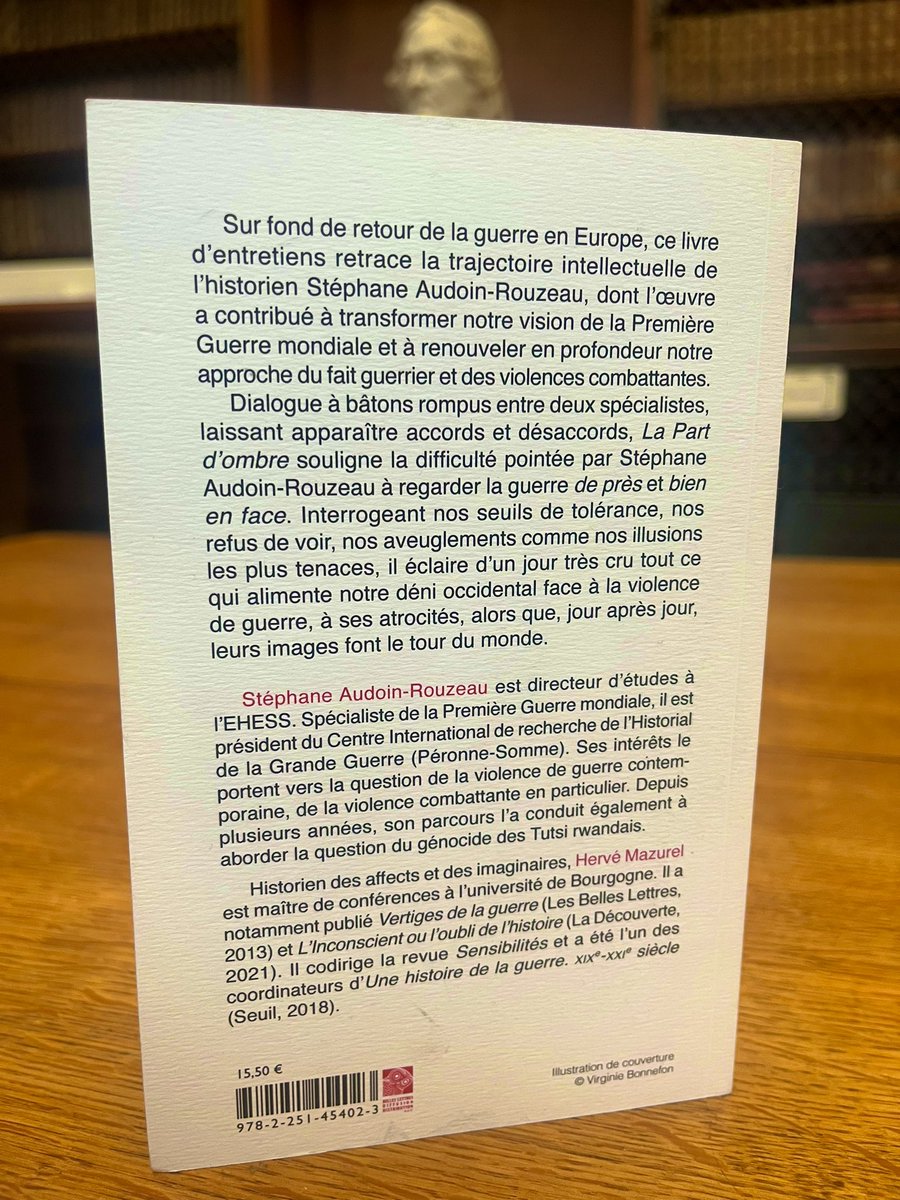 Sur fond de retour de la guerre en Europe, ce livre
d'entretiens retrace la trajectoire intellectuelle de
l'historien Stéphane Audoin-Rouzeau, dont l'œuvre
a contribué à transformer notre vision de la Première
Guerre mondiale et à renouveler en profondeur notre
approche du fait guerrier et des violences combattantes.
Dialogue à bâtons rompus entre deux spécialistes,
laissant apparaître accords et désaccords, La Part
d'ombre souligne la difficulté pointée par Stéphane
Audoin-Rouzeau à regarder la guerre de près et bien
en face. Interrogeant nos seuils de tolérance, nos
refus de voir, nos aveuglements comme nos illusions
les plus tenaces, il éclaire d'un jour très cru tout ce
qui alimente notre déni occidental face à la violence
de guerre, à ses atrocités, alors que, jour après jour,
leurs images font le tour du monde.
Stéphane Audoin-Rouzeau est directeur d'études à
l'EHESS. Spécialiste de la Première Guerre mondiale, il est
président du Centre International de recherche de l'Historial
de la Grande Guerre (Péronne-Somme). Ses intérêts le
portent vers la question de la violence de guerre contem-
poraine, de la violence combattante en particulier. Depuis
plusieurs années, son parcours l'a conduit également à
aborder la question du génocide des Tutsi rwandais.
Historien des affects et des imaginaires, Hervé Mazurel
est maître de conférences à l'université de Bourgogne. Il a
notamment publié Vertiges de la guerre (Les Belles Lettres,
2013) et L'Inconscient ou l'oubli de l'histoire (La Découverte,
2021). Il codirige la revue Sensibilités et a été l'un des
coordinateurs d'Une histoire de la guerre. XIXe-XXIe siècle
(Seuil, 2018).
15,50 €
978-2-251-45402-3
Illustration de couverture
© Virginie Bonnefon